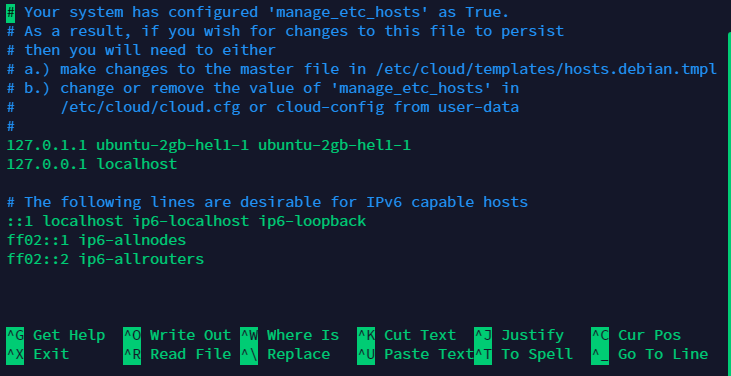 # Your system has configured 'manage_etc_hosts' as True.
# As a result, if you wish for changes to this file to persist
# then you will need to either
# a.) make changes to the master file in /etc/cloud/templates/hosts.debian.tmpl
# b.) change or remove the value of 'manage_etc_hosts' in
#     /etc/cloud/cloud.cfg or cloud-config from user-data
#
127.0.1.1 ubuntu-2gb-hel1-1 ubuntu-2gb-hel1-1
127.0.0.1 localhost
# The following lines are desirable for IPv6 capable hosts
::1 localhost ip6-localhost ip6-loopback
ff02::1 ip6-allnodes
ff02::2 ip6-allrouters
^G Get Help  ^O Write Out ^W Where Is  ^K Cut Text  ^J Justify  ^C Cur Pos
^X Exit  ^R Read File ^\ Replace  ^U Paste Text^T To Spell  ^_ Go To Line